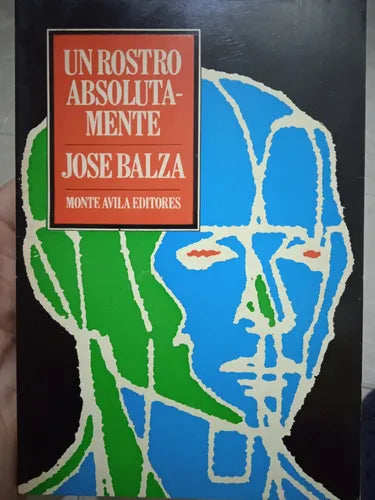 UN ROSTRO
ABSOLUTA-
MENTE
JOSE BALZA
MONTE AVILA EDITORES